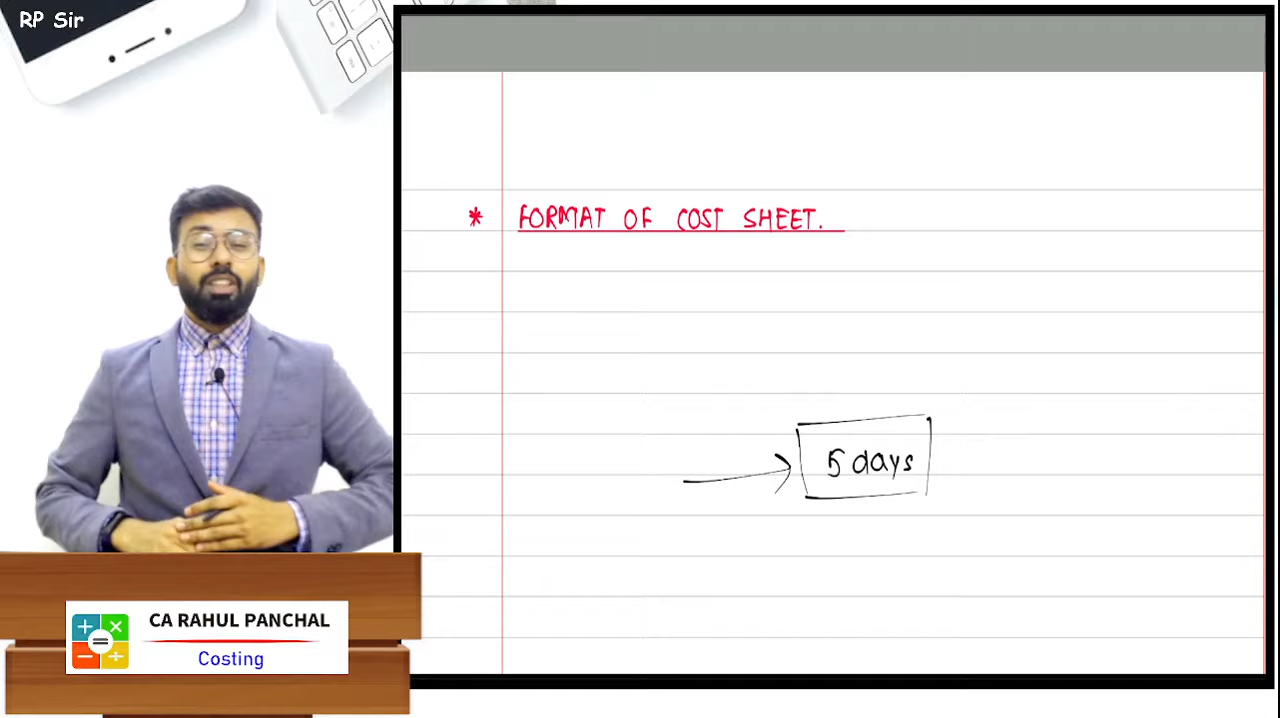 RP Sir
* FORMAT OF COST SHEET.
5 days
CA RAHUL PANCHAL
Costing